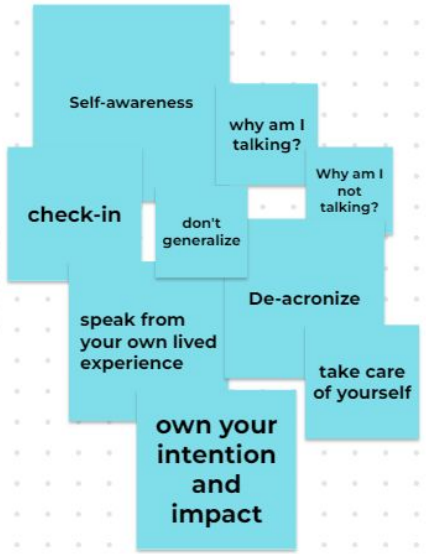 Self-awareness
why am I
talking?
Why am I
not
talking?
check-in
don't
generalize
De-acronize
speak from
your own lived
experience
take care
of yourself
own your
intention
and
impact